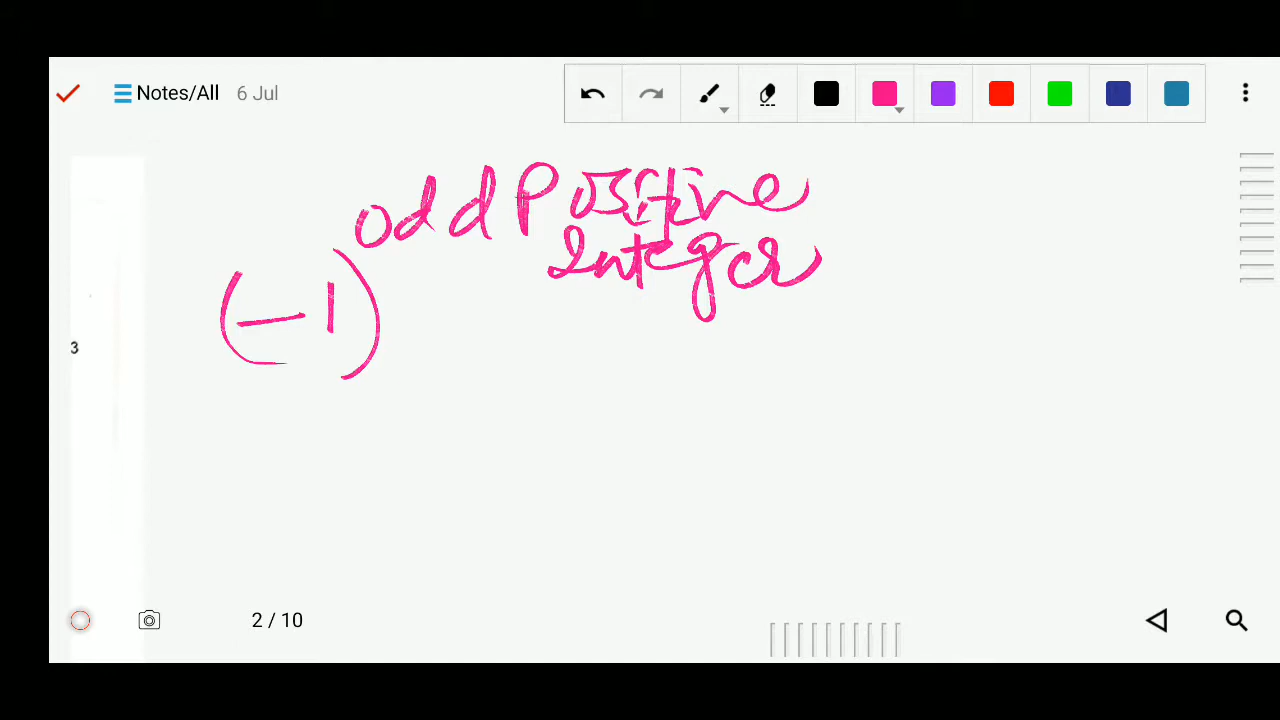 Notes/All 6 Jul
odd Positive
Integer
(-1)
3
2 / 10